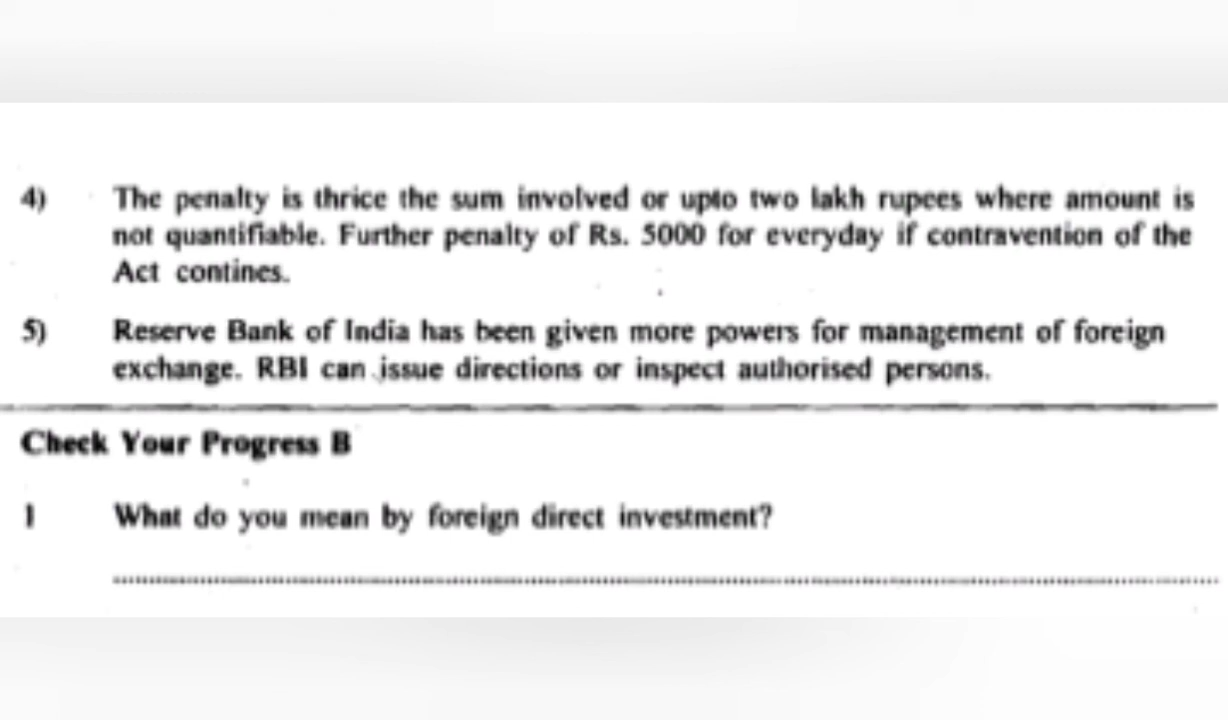 4) The penalty is thrice the sum involved or upto two lakh rupees where amount is
not quantifiable. Further penalty of Rs. 5000 for everyday if contravention of the
Act contines.
5) Reserve Bank of India has been given more powers for management of foreign
exchange. RBI can issue directions or inspect authorised persons.
Check Your Progress B
1 What do you mean by foreign direct investment?